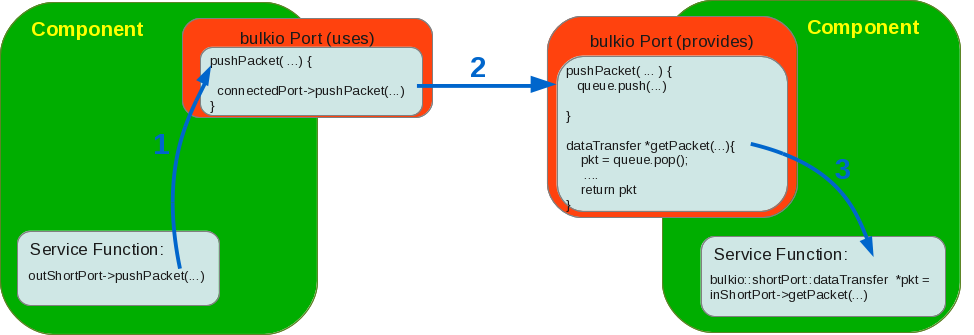 Component
bulkio Port (uses)
pushPacket( ...) {
connectedPort->pushPacket(...)
}
1
Service Function:
outShortPort->pushPacket(...)
2
Component
bulkio Port (provides)
pushPacket( ... ) {
queue.push(...)
}
dataTransfer *getPacket(...){
pkt = queue.pop();
....
return pkt
}
3
Service Function:
bulkio::shortPort::dataTransfer *pkt =
inShortPort->getPacket(...)